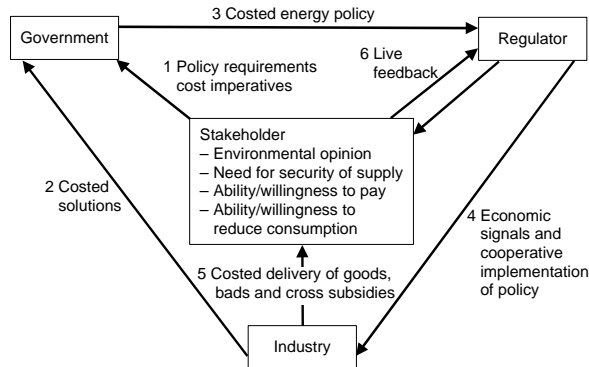 3 Costed energy policy
Government
Regulator
1 Policy requirements
cost imperatives
6 Live
feedback
Stakeholder
– Environmental opinion
– Need for security of supply
– Ability/willingness to pay
– Ability/willingness to
reduce consumption
2 Costed
solutions
4 Economic
signals and
cooperative
implementation
of policy
5 Costed delivery of goods,
bads and cross subsidies
Industry